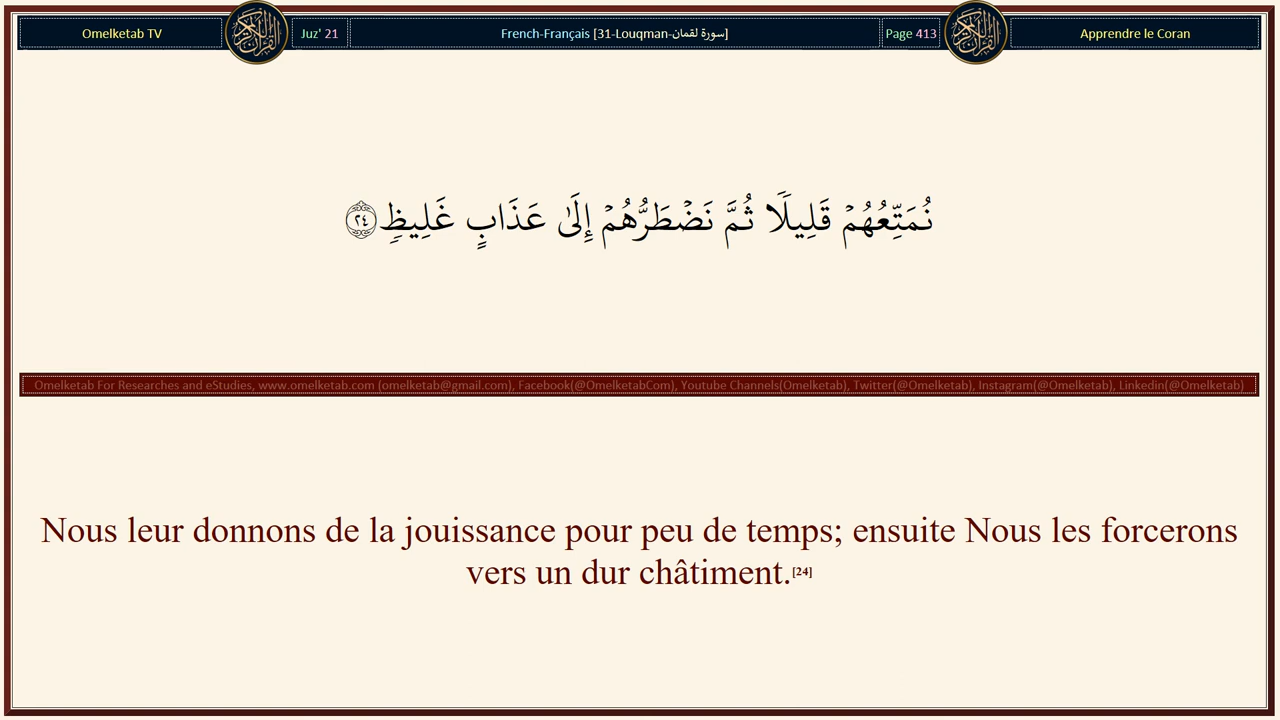 Omelketab TV
Juz' 21
French-Français [31-Louqman-سورة لقمان]
Page 413
Apprendre le Coran
نُمَتِّعُهُمۡ قَلِيلٗا ثُمَّ نَضۡطَرُّهُمۡ إِلَىٰ عَذَابٍ غَلِيظٖ ٢٤
Omelketab For Researches and eStudies, www.omelketab.com (omelketab@gmail.com), Facebook(@OmelketabCom), Youtube Channels(Omelketab), Twitter(@Omelketab), Instagram(@Omelketab), Linkedin(@Omelketab)
Nous leur donnons de la jouissance pour peu de temps; ensuite Nous les forcerons
vers un dur châtiment.[24]